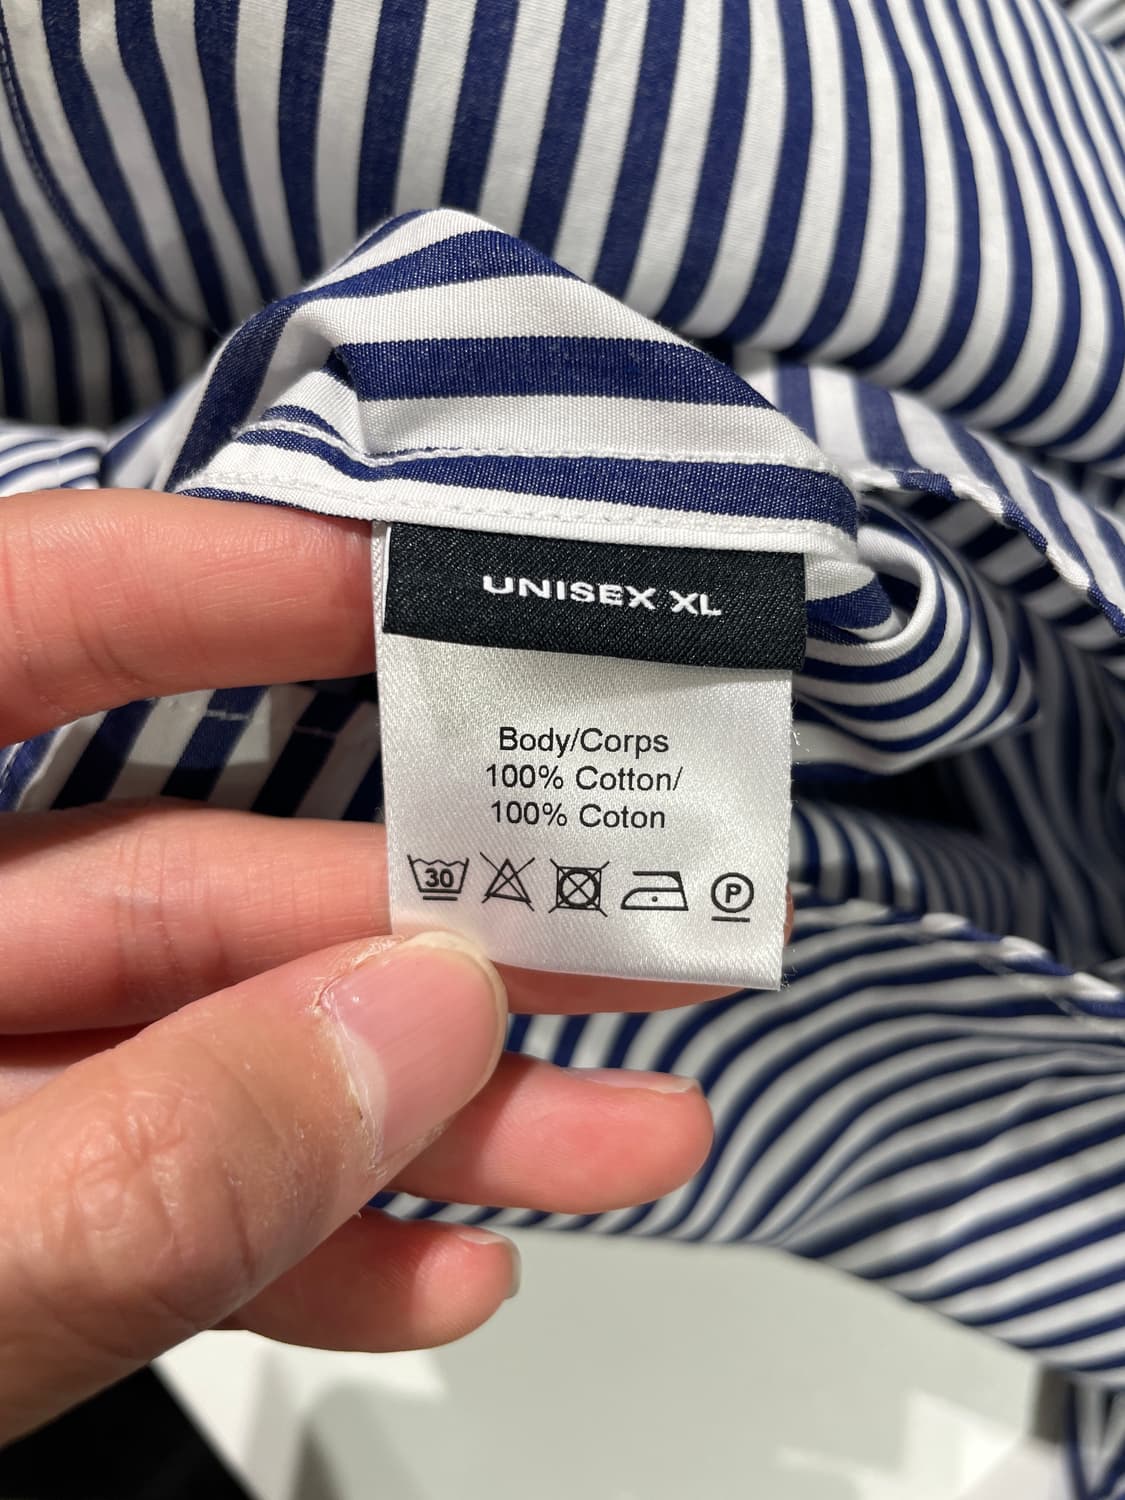 UNISEX XL
Body/Corps
100% Cotton/
100% Coton
30
P